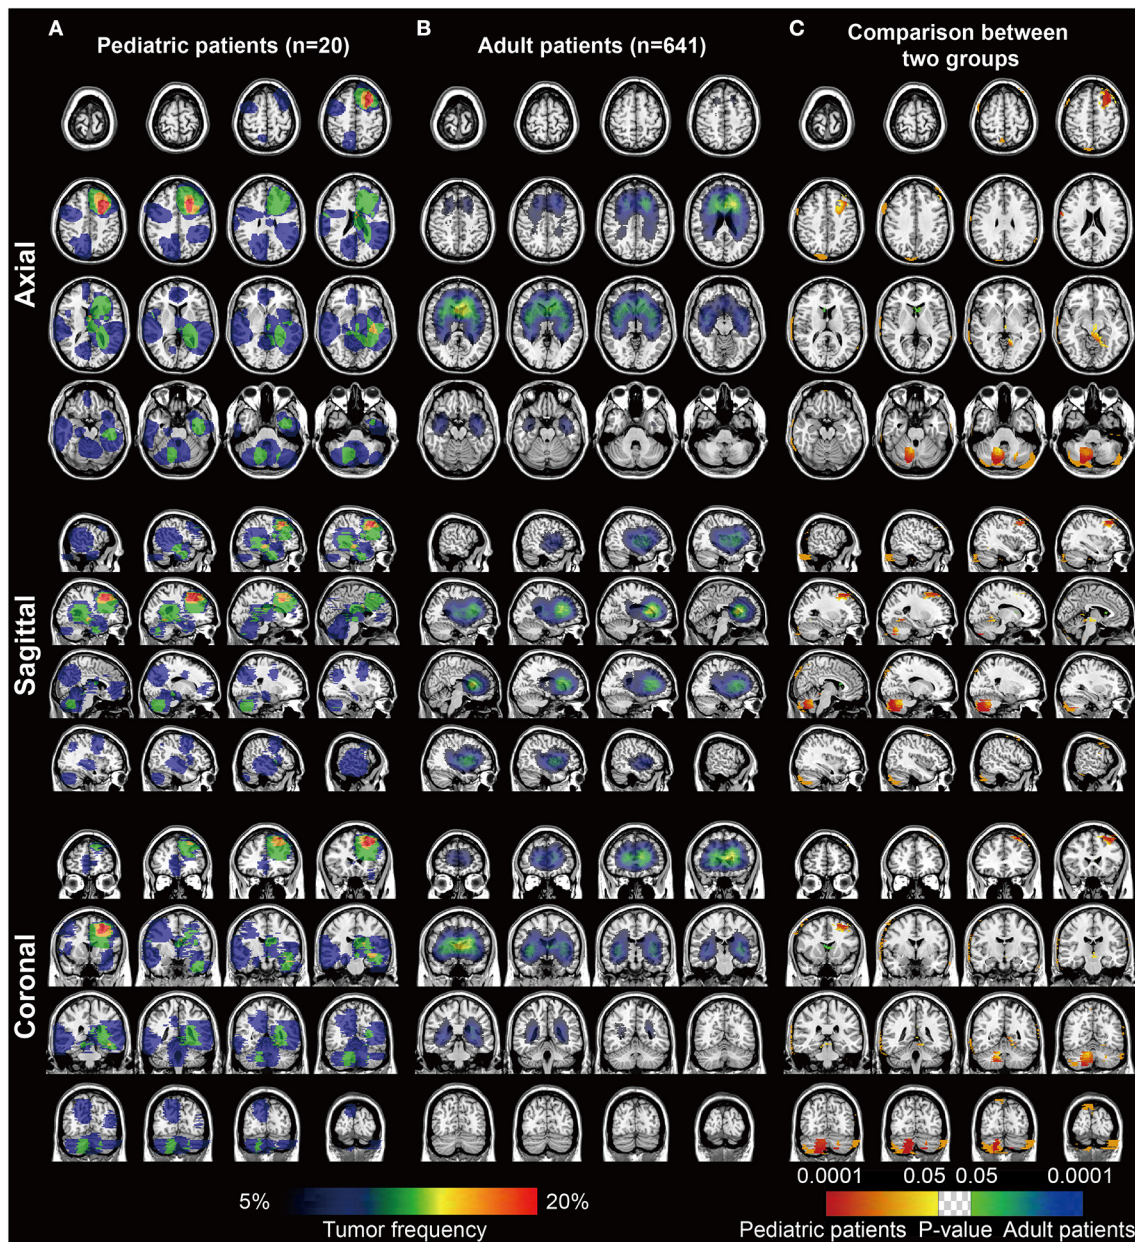 A
Pediatric patients (n=20)
B
Adult patients (n=641)
C
Comparison between
two groups
Axial
Sagittal
Coronal
5%
20%
Tumor frequency
0.0001 0.05 0.05 0.0001
Pediatric patients P-value Adult patients